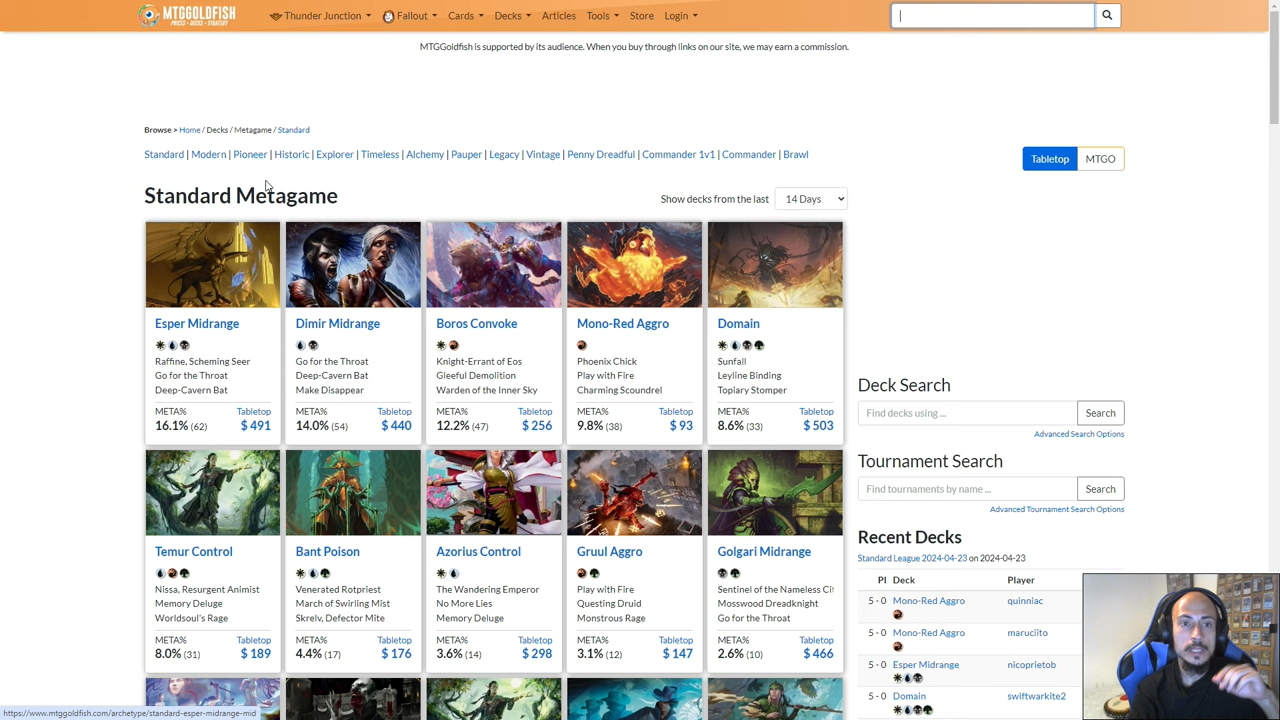 MTGGOLDFISH
PRICES - DECKS - STRATEGY
Thunder Junction
Fallout
Cards
Decks
Articles
Tools
Store
Login
MTGGoldfish is supported by its audience. When you buy through links on our site, we may earn a commission.
Browse > Home / Decks / Metagame / Standard
Standard | Modern | Pioneer | Historic | Explorer | Timeless | Alchemy | Pauper | Legacy | Vintage | Penny Dreadful | Commander 1v1 | Commander | Brawl
Tabletop MTGO
Standard Metagame
Show decks from the last 14 Days
Esper Midrange
Raffine, Scheming Seer
Go for the Throat
Deep-Cavern Bat
META% Tabletop
16.1% (62) $ 491
Dimir Midrange
Go for the Throat
Deep-Cavern Bat
Make Disappear
META% Tabletop
14.0% (54) $ 440
Boros Convoke
Knight-Errant of Eos
Gleeful Demolition
Warden of the Inner Sky
META% Tabletop
12.2% (47) $ 256
Mono-Red Aggro
Phoenix Chick
Play with Fire
Charming Scoundrel
META% Tabletop
9.8% (38) $ 93
Domain
Sunfall
Leyline Binding
Topiary Stomper
META% Tabletop
8.6% (33) $ 503
Temur Control
Nissa, Resurgent Animist
Memory Deluge
Worldsoul's Rage
META% Tabletop
8.0% (31) $ 189
Bant Poison
Venerated Rotpriest
March of Swirling Mist
Skrelv, Defector Mite
META% Tabletop
4.4% (17) $ 176
Azorius Control
The Wandering Emperor
No More Lies
Memory Deluge
META% Tabletop
3.6% (14) $ 298
Gruul Aggro
Play with Fire
Questing Druid
Monstrous Rage
META% Tabletop
3.1% (12) $ 147
Golgari Midrange
Sentinel of the Nameless Cit
Mosswood Dreadknight
Go for the Throat
META% Tabletop
2.6% (10) $ 466
Deck Search
Find decks using ... Search
Advanced Search Options
Tournament Search
Find tournaments by name ... Search
Advanced Tournament Search Options
Recent Decks
Standard League 2024-04-23 on 2024-04-23
Pl Deck Player
5 - 0 Mono-Red Aggro quinniac
5 - 0 Mono-Red Aggro maruciito
5 - 0 Esper Midrange nicoprietob
5 - 0 Domain swiftwarkite2
https://www.mtggoldfish.com/archetype/standard-esper-midrange-mid